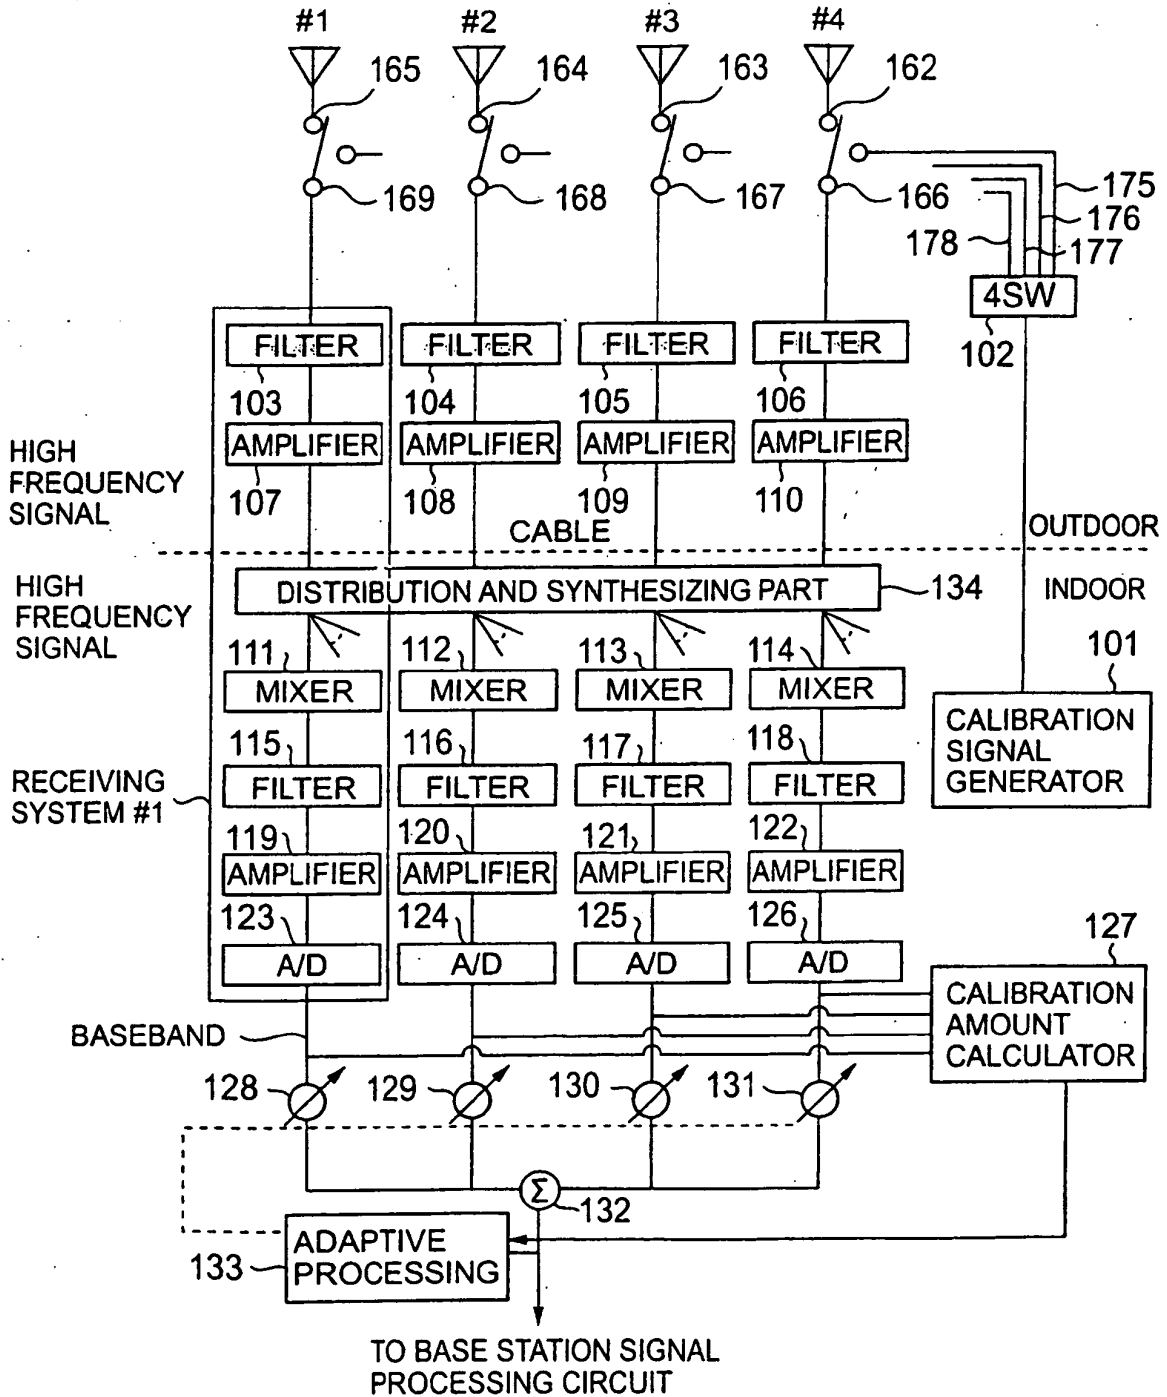 #1 #2 #3 #4
165 164 163 162
169 168 167 166 175
176
178 177
4SW
102
FILTER FILTER FILTER FILTER
103 104 105 106
AMPLIFIER AMPLIFIER AMPLIFIER AMPLIFIER
107 108 109 110
HIGH
FREQUENCY
SIGNAL
CABLE
OUTDOOR
HIGH
FREQUENCY
SIGNAL
DISTRIBUTION AND SYNTHESIZING PART
134
INDOOR
111 112 113 114
MIXER MIXER MIXER MIXER
101
CALIBRATION
SIGNAL
GENERATOR
115 116 117 118
FILTER FILTER FILTER FILTER
RECEIVING
SYSTEM #1
119 120 121 122
AMPLIFIER AMPLIFIER AMPLIFIER AMPLIFIER
123 124 125 126
A/D A/D A/D A/D
127
CALIBRATION
AMOUNT
CALCULATOR
BASEBAND
128 129 130 131
Σ
132
ADAPTIVE
PROCESSING
133
TO BASE STATION SIGNAL
PROCESSING CIRCUIT